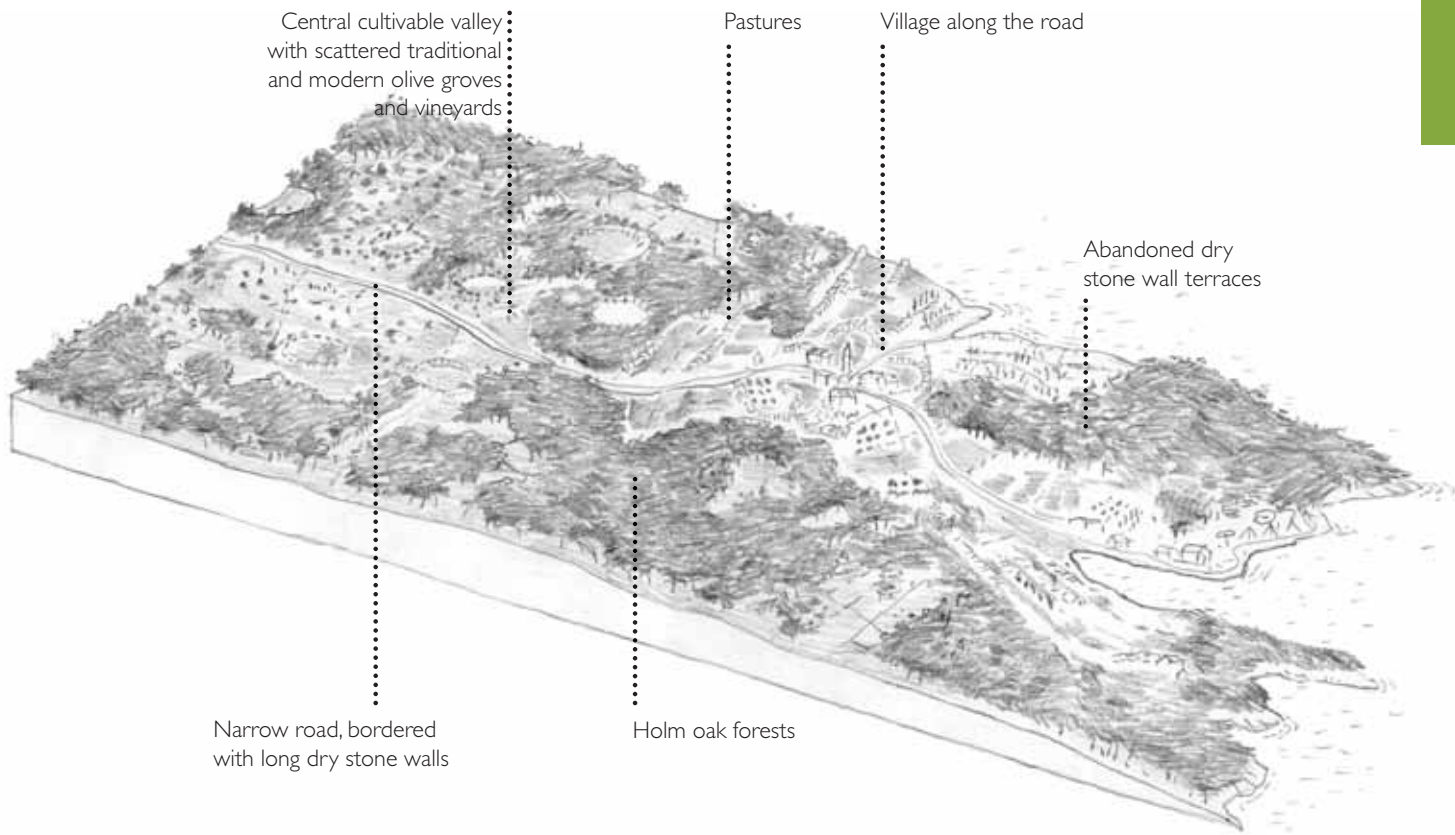 Central cultivable valley
with scattered traditional
and modern olive groves
and vineyards
Pastures
Village along the road
Abandoned dry
stone wall terraces
Narrow road, bordered
with long dry stone walls
Holm oak forests